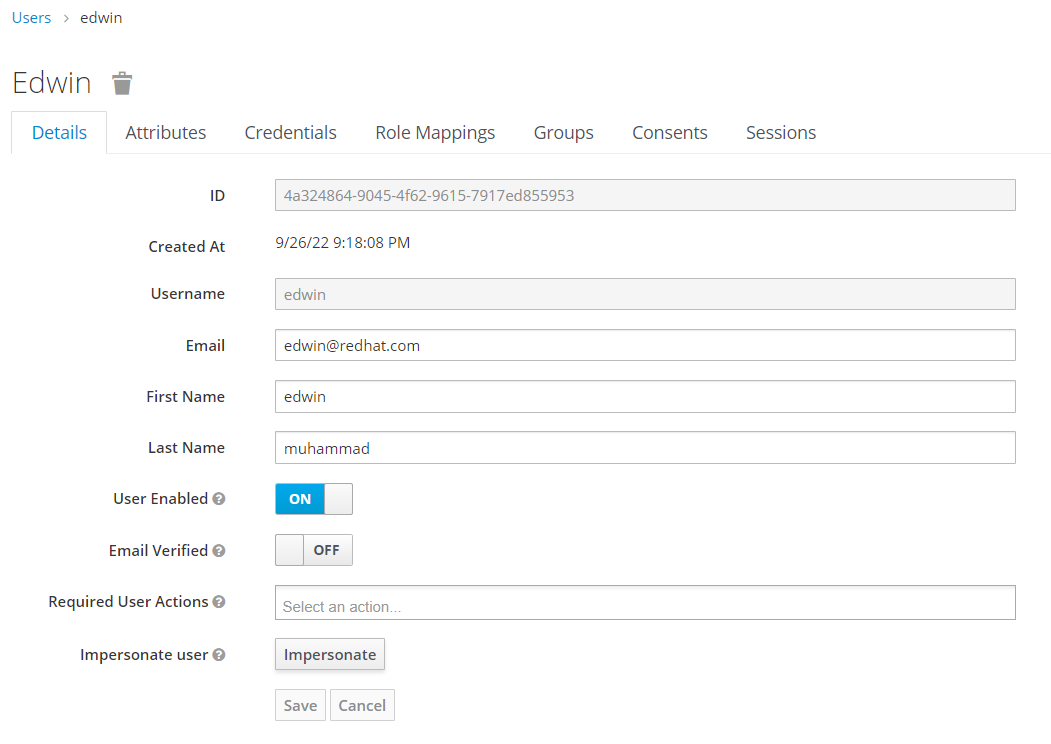 Users > edwin
Edwin
Details Attributes Credentials Role Mappings Groups Consents Sessions
ID 4a324864-9045-4f62-9615-7917ed855953
Created At 9/26/22 9:18:08 PM
Username edwin
Email edwin@redhat.com
First Name edwin
Last Name muhammad
User Enabled ? ON
Email Verified ? OFF
Required User Actions ? Select an action...
Impersonate user ? Impersonate
Save Cancel